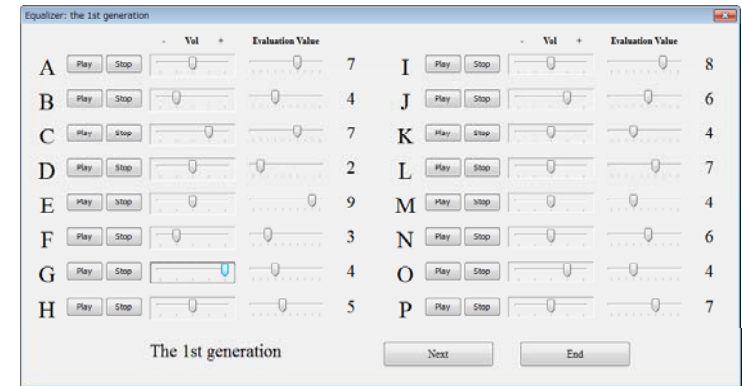 Equalizer: the 1st generation
- Vol + Evaluation Value - Vol + Evaluation Value
A Play Stop 7 I Play Stop 8
B Play Stop 4 J Play Stop 6
C Play Stop 7 K Play Stop 4
D Play Stop 2 L Play Stop 7
E Play Stop 9 M Play Stop 4
F Play Stop 3 N Play Stop 6
G Play Stop 4 O Play Stop 4
H Play Stop 5 P Play Stop 7
The 1st generation Next End